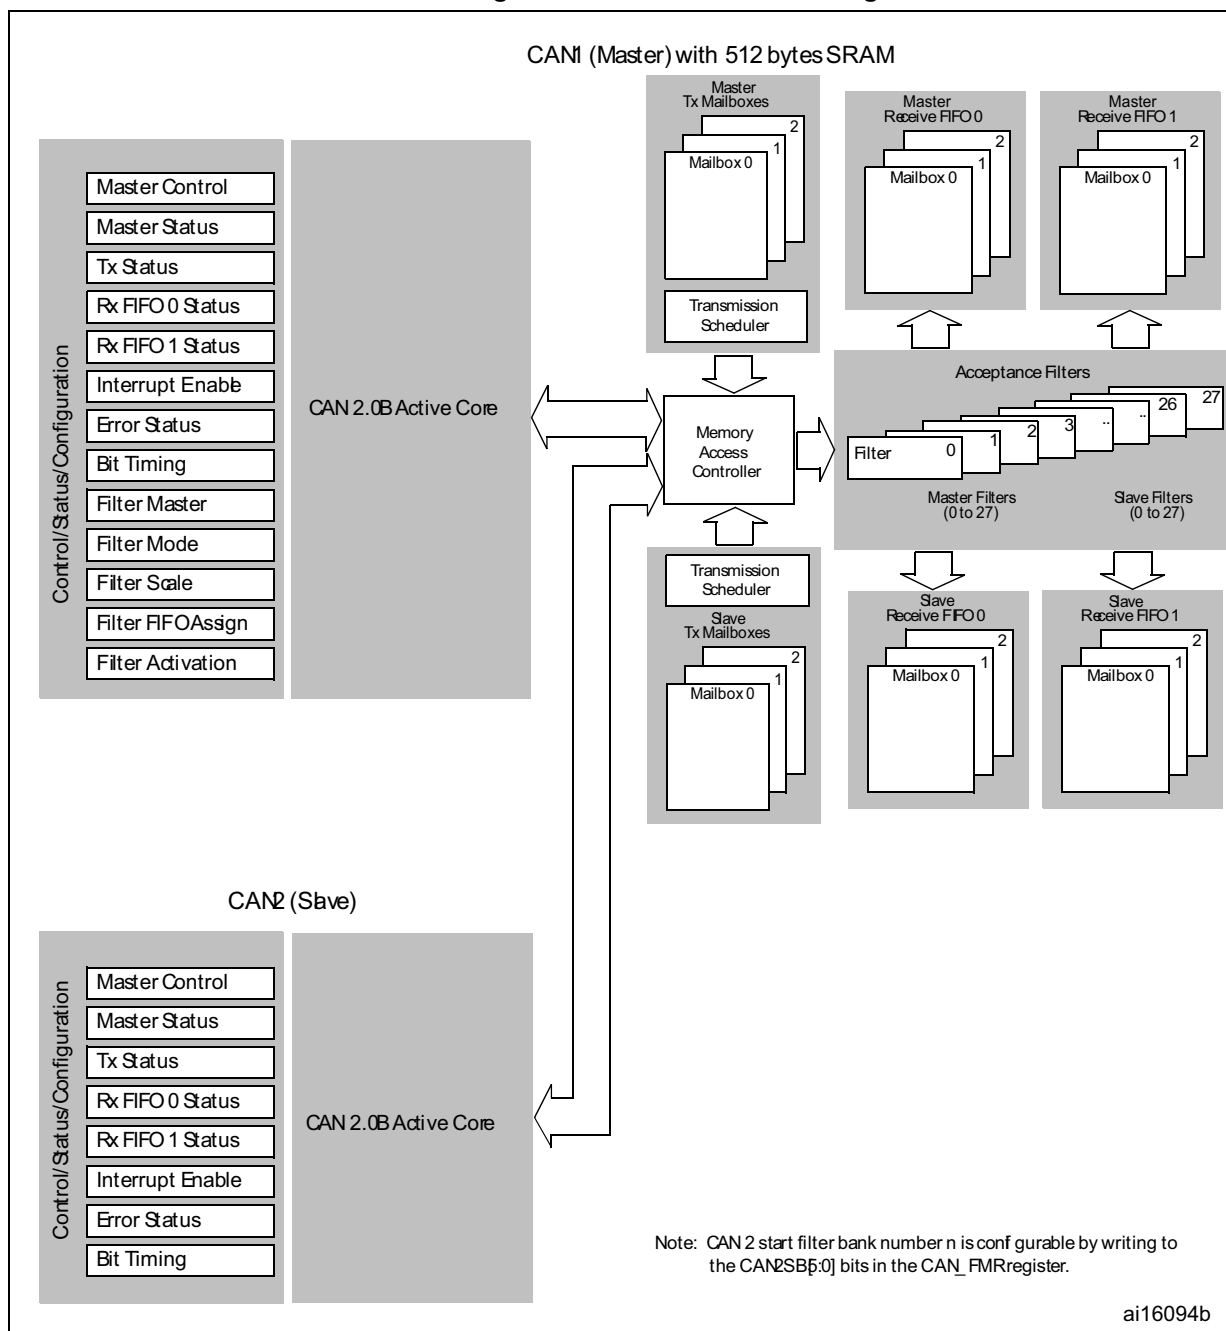 CAN1 (Master) with 512 bytes SRAM
Master
Tx Mailboxes
2
1
Mailbox 0
Transmission
Scheduler
Master
Receive FIFO 0
2
1
Mailbox 0
Master
Receive FIFO 1
2
1
Mailbox 0
Control/Status/Configuration
Master Control
Master Status
Tx Status
Rx FIFO 0 Status
Rx FIFO 1 Status
Interrupt Enable
Error Status
Bit Timing
Filter Master
Filter Mode
Filter Scale
Filter FIFO Assign
Filter Activation
CAN 2.0B Active Core
Memory
Access
Controller
Acceptance Filters
Filter 0
1
2
3
..
..
26
27
Master Filters
(0 to 27)
Slave Filters
(0 to 27)
Transmission
Scheduler
Slave
Tx Mailboxes
2
1
Mailbox 0
Slave
Receive FIFO 0
2
1
Mailbox 0
Slave
Receive FIFO 1
2
1
Mailbox 0
CAN2 (Slave)
Control/Status/Configuration
Master Control
Master Status
Tx Status
Rx FIFO 0 Status
Rx FIFO 1 Status
Interrupt Enable
Error Status
Bit Timing
CAN 2.0B Active Core
Note: CAN 2 start filter bank number n is configurable by writing to
the CAN2SB[5:0] bits in the CAN_FMR register.
ai16094b